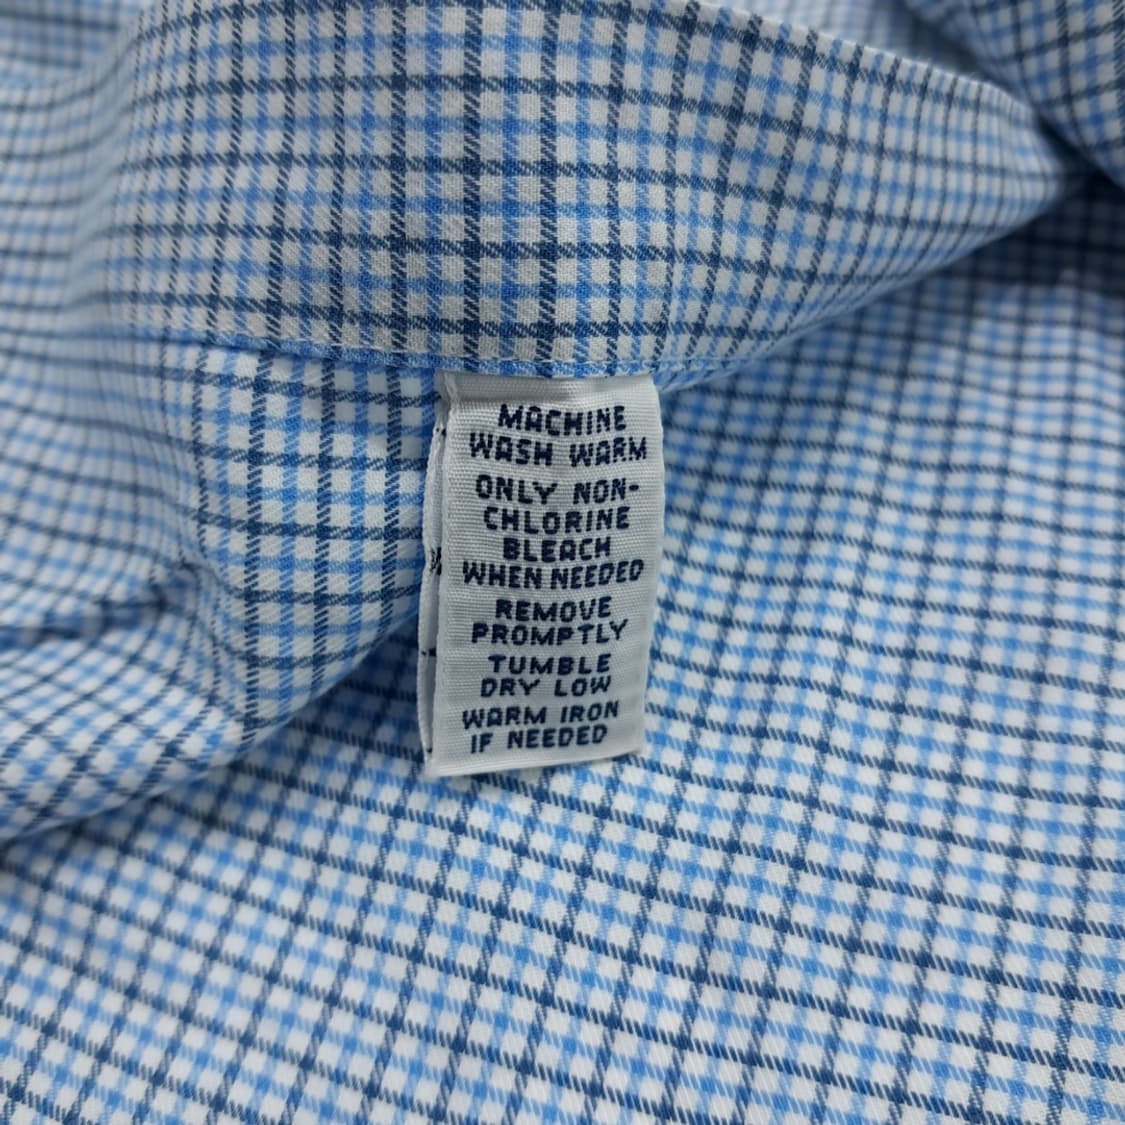 MACHINE
WASH WARM
ONLY NON-
CHLORINE
BLEACH
WHEN NEEDED
REMOVE
PROMPTLY
TUMBLE
DRY LOW
WARM IRON
IF NEEDED